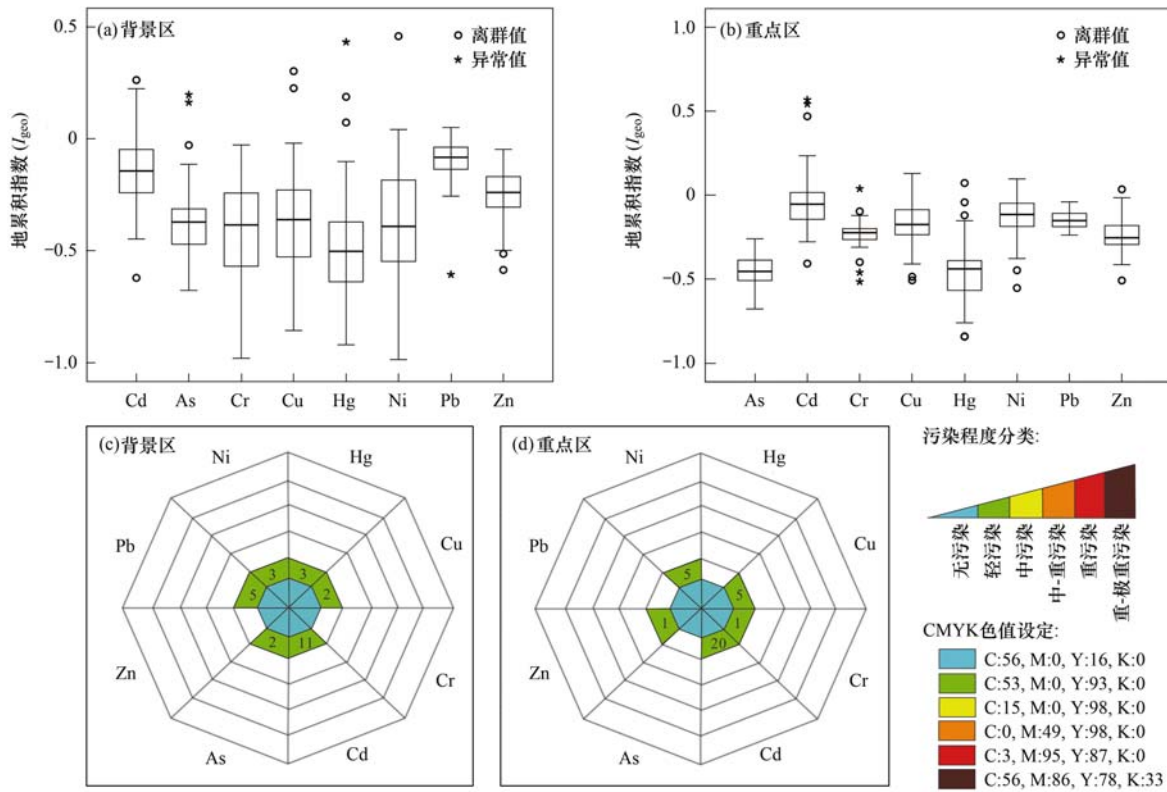 (a) 背景区
离群值
异常值
地累积指数 (Igeo)
0.5
0
−0.5
−1.0
Cd As Cr Cu Hg Ni Pb Zn
(b) 重点区
离群值
异常值
地累积指数 (Igeo)
1.0
0.5
0
−0.5
−1.0
As Cd Cr Cu Hg Ni Pb Zn
(c) 背景区
Ni Hg
Pb Cu
3 3
5 2
2 11
Zn Cr
As Cd
(d) 重点区
Ni Hg
Pb Cu
5 5
1 1
20
Zn Cr
As Cd
污染程度分类:
无污染
轻污染
中污染
中-重污染
重污染
重-极重污染
CMYK色值设定:
C:56, M:0, Y:16, K:0
C:53, M:0, Y:93, K:0
C:15, M:0, Y:98, K:0
C:0, M:49, Y:98, K:0
C:3, M:95, Y:87, K:0
C:56, M:86, Y:78, K:33